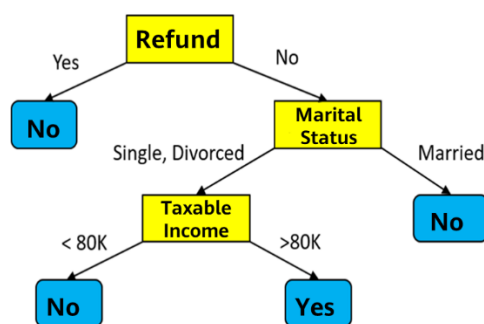 Refund
Yes
No
No
Marital
Status
Single, Divorced
Married
Taxable
Income
No
< 80K
>80K
No
Yes